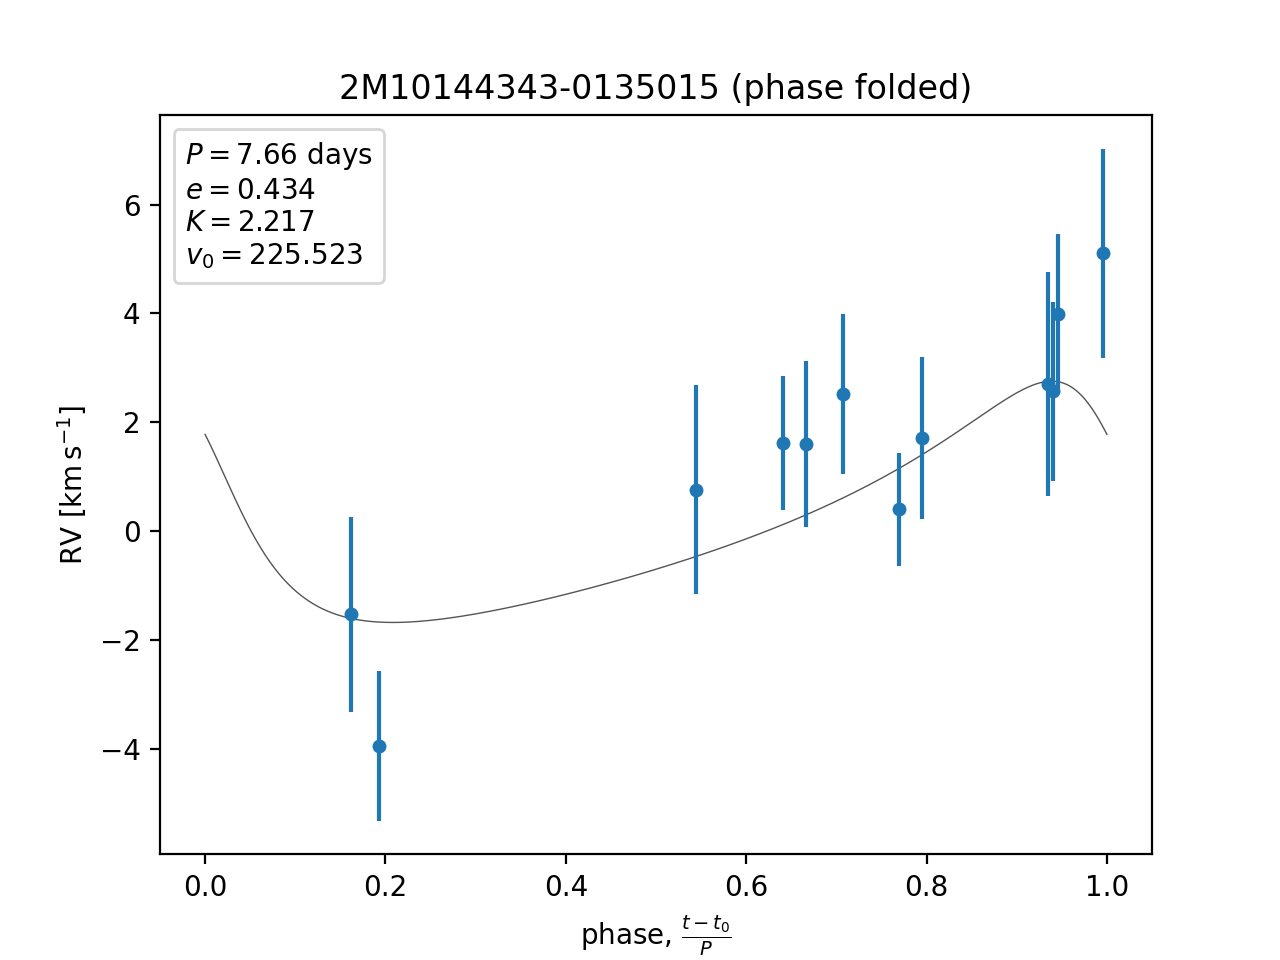 2M10144343-0135015 (phase folded)
P = 7.66 days
e = 0.434
K = 2.217
v₀ = 225.523
6
4
2
0
−2
−4
RV [km s⁻¹]
0.0 0.2 0.4 0.6 0.8 1.0
phase, (t − t₀)/P